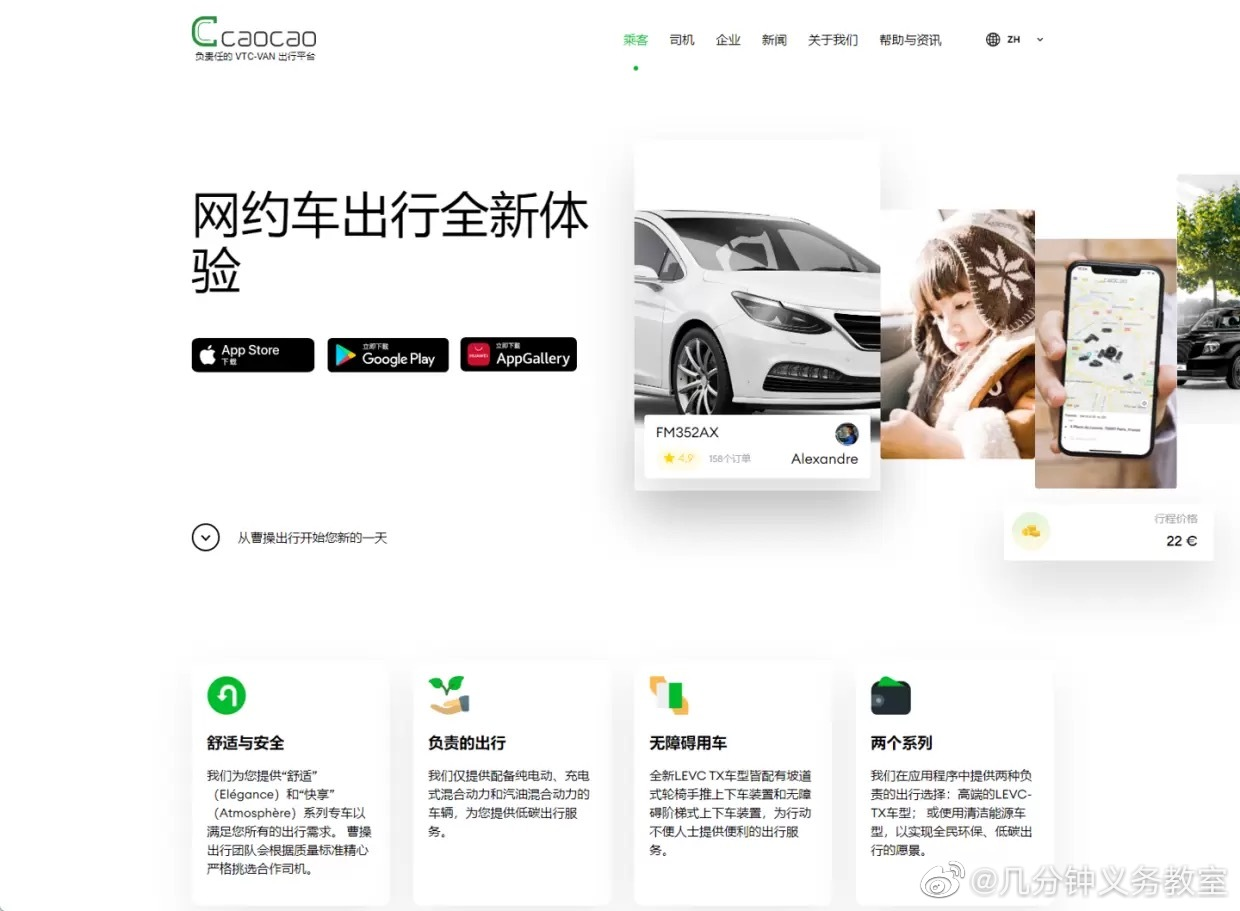 caocao
负责任的 VTC-VAN 出行平台
乘客 司机 企业 新闻 关于我们 帮助与资讯 ZH
网约车出行全新体
验
App Store
下载
立即下载
Google Play
HUAWEI
立即下载
AppGallery
FM352AX
4,9 158个订单 Alexandre
行程价格
22 €
从曹操出行开始您新的一天
舒适与安全
我们为您提供“舒适”
（Elégance）和“快享”
（Atmosphère）系列专车以
满足您所有的出行需求。 曹操
出行团队会根据质量标准精心
严格挑选合作司机。
负责的出行
我们仅提供配备纯电动、充电
式混合动力和汽油混合动力的
车辆，为您提供低碳出行服
务。
无障碍用车
全新LEVC TX车型皆配有坡道
式轮椅手推上下车装置和无障
碍阶梯式上下车装置，为行动
不便人士提供便利的出行服
务。
两个系列
我们在应用程序中提供两种负
责的出行选择：高端的LEVC-
TX车型； 或使用清洁能源车
型，以实现全民环保、低碳出
行的愿景。
@几分钟义务教室